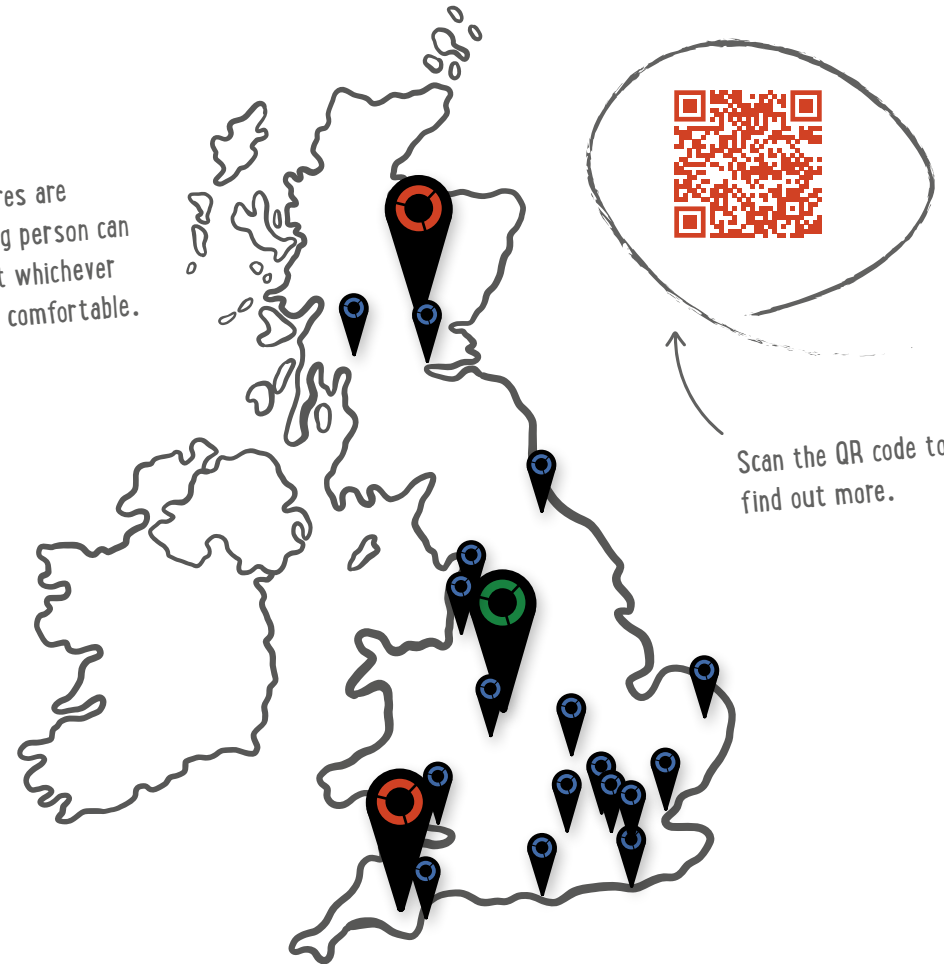 are
person can
whichever
comfortable.
Scan the QR code to
find out more.